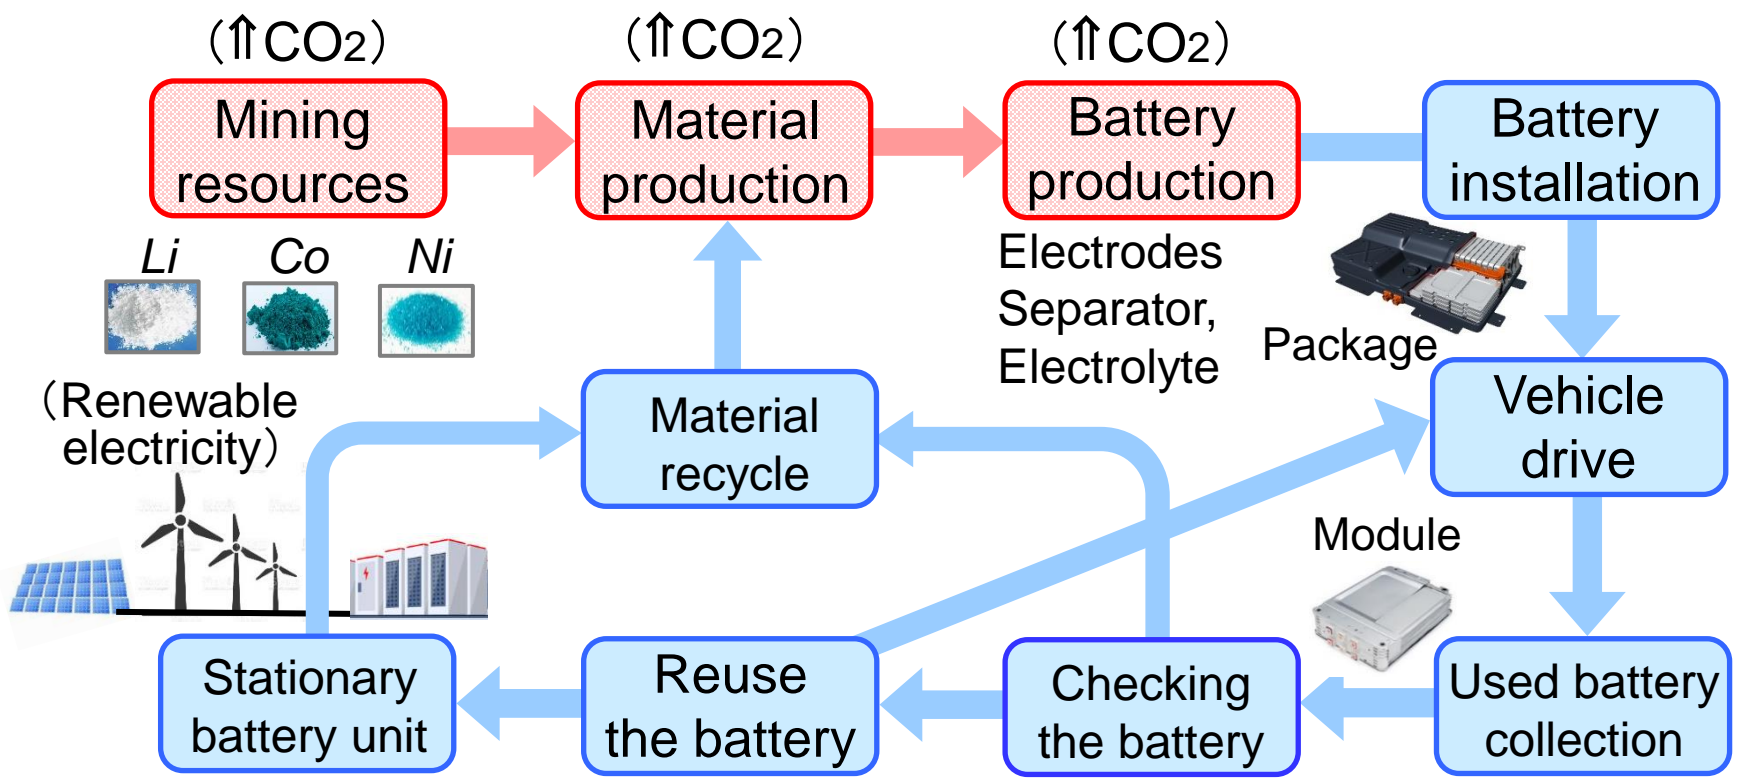 (⇑CO2)
(⇑CO2)
(⇑CO2)
Mining
resources
Material
production
Battery
production
Battery
installation
Li
Co
Ni
Electrodes
Separator,
Electrolyte
Package
(Renewable
electricity)
Material
recycle
Vehicle
drive
Module
Stationary
battery unit
Reuse
the battery
Checking
the battery
Used battery
collection